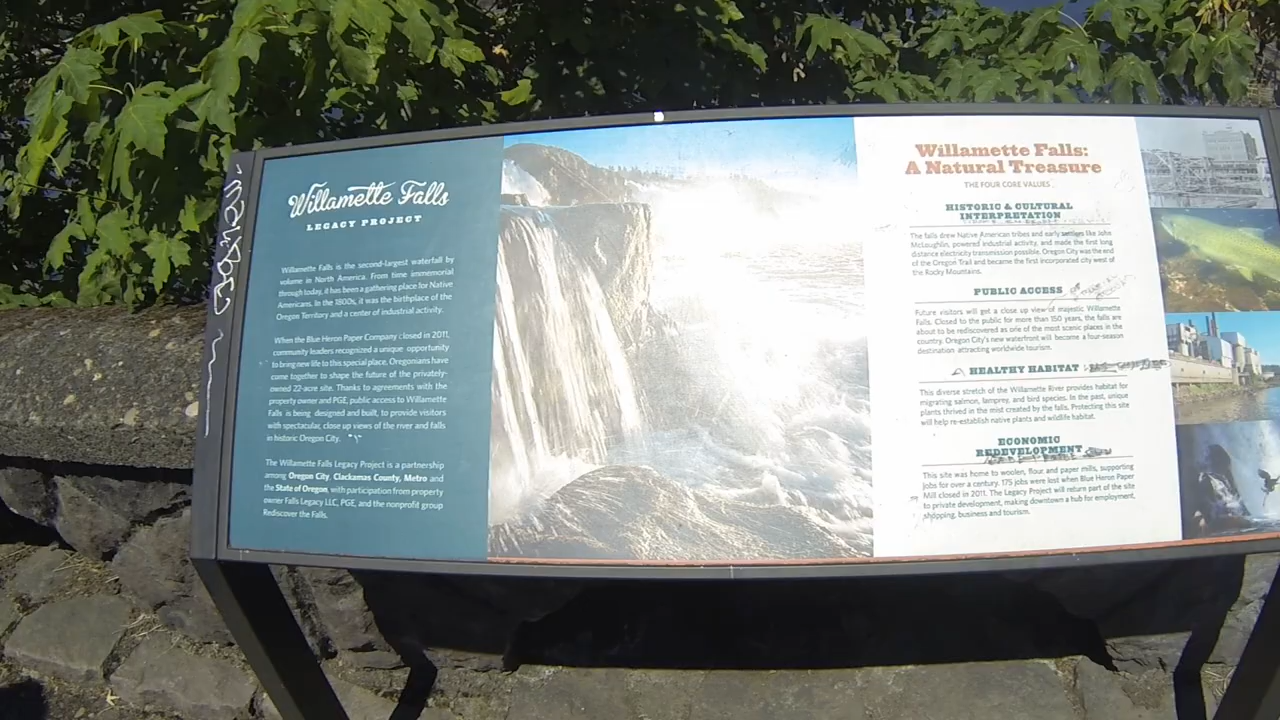 Willamette Falls
LEGACY PROJECT
Willamette Falls is the second-largest waterfall by
volume in North America. From time immemorial
through today, it has been a gathering place for Native
Americans. In the 1800s, it was the birthplace of the
Oregon Territory and a center of industrial activity.
When the Blue Heron Paper Company closed in 2011,
community leaders recognized a unique opportunity
to bring new life to this special place, Oregonians have
come together to shape the future of the privately-
owned 22-acre site. Thanks to agreements with the
property owner and PGE, public access to Willamette
Falls is being designed and built, to provide visitors
with spectacular, close up views of the river and falls
in historic Oregon City.
The Willamette Falls Legacy Project is a partnership
among Oregon City, Clackamas County, Metro and
the State of Oregon, with participation from property
owner Falls Legacy LLC, PGE, and the nonprofit group
Rediscover the Falls.
Willamette Falls:
A Natural Treasure
THE FOUR CORE VALUES
HISTORIC & CULTURAL
INTERPRETATION
The falls drew Native American tribes and early settlers like John
McLoughlin, powered industrial activity, and made the first long
distance electricity transmission possible. Oregon City was the end
of the Oregon Trail and became the first incorporated city west of
the Rocky Mountains.
PUBLIC ACCESS
Future visitors will get a close up view of majestic Willamette
Falls. Closed to the public for more than 150 years, the falls are
about to be rediscovered as one of the most scenic places in the
country. Oregon City's new waterfront will become a four-season
destination attracting worldwide tourism.
HEALTHY HABITAT
This diverse stretch of the Willamette River provides habitat for
migrating salmon, lamprey, and bird species. In the past, unique
plants thrived in the mist created by the falls. Protecting this site
will help re-establish native plants and wildlife habitat.
ECONOMIC
REDEVELOPMENT
This site was home to woolen, flour and paper mills, supporting
jobs for over a century. 175 jobs were lost when Blue Heron Paper
Mill closed in 2011. The Legacy Project will return part of the site
to private development, making downtown a hub for employment,
shopping, business and tourism.